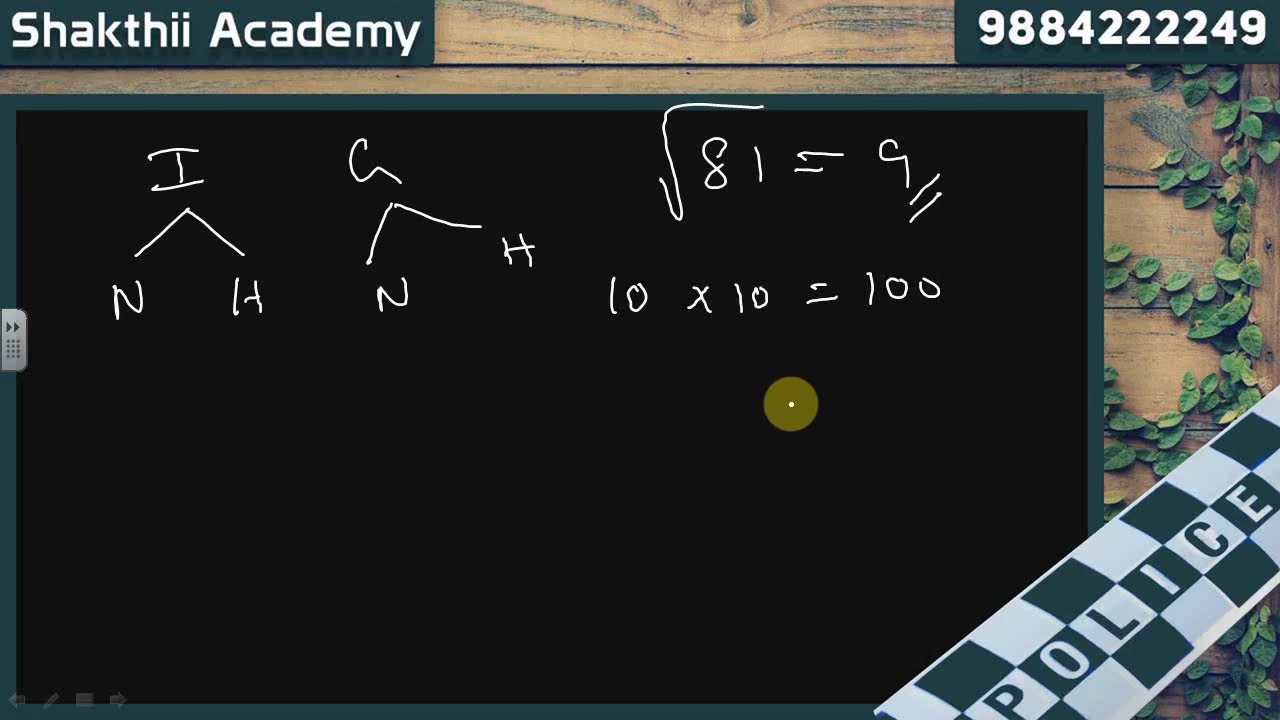 Shakthii Academy
9884222249
I G
N H N H
√81 = 9
10 x 10 = 100
POLICE